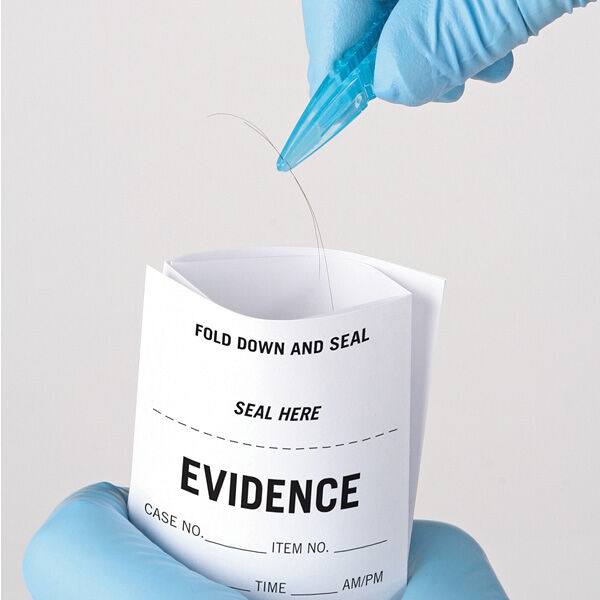 FOLD DOWN AND SEAL
SEAL HERE
EVIDENCE
CASE NO. ITEM NO.
TIME AM/PM